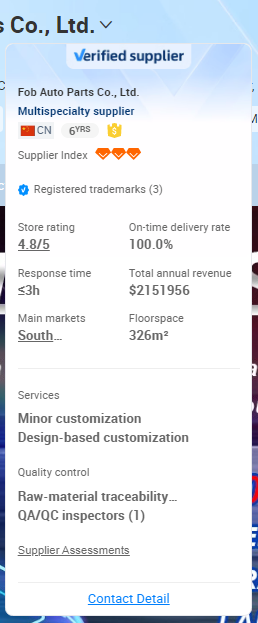 s Co., Ltd.
Verified supplier
Fob Auto Parts Co., Ltd.
Multispecialty supplier
CN 6YRS $
Supplier Index
Registered trademarks (3)
Store rating On-time delivery rate
4.8/5 100.0%
Response time Total annual revenue
≤3h $2151956
Main markets Floorspace
South… 326m²
Services
Minor customization
Design-based customization
Quality control
Raw-material traceability…
QA/QC inspectors (1)
Supplier Assessments
Contact Detail